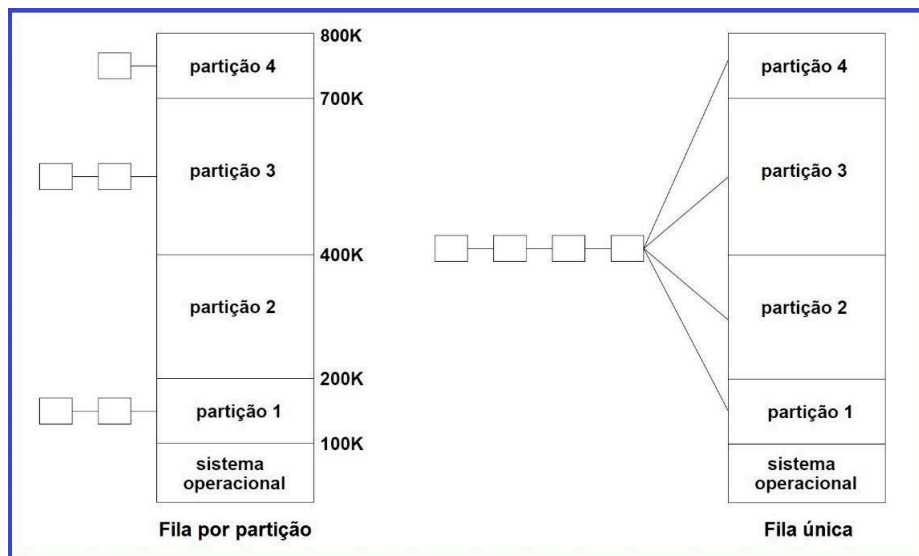 800K
partição 4
700K
partição 3
400K
partição 2
200K
partição 1
100K
sistema
operacional
Fila por partição
partição 4
partição 3
partição 2
partição 1
sistema
operacional
Fila única